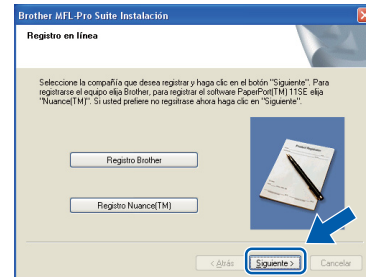 Brother MFL-Pro Suite Instalación
Registro en línea
Seleccione la compañía que desea registrar y haga clic en el botón "Siguiente". Para
registrarse el equipo elija Brother, para registrar el software PaperPort(TM) 11SE elija
"Nuance(TM)". Si usted prefiere no regsitrase ahora haga clic en "Siguiente".
Registro Brother
Registro Nuance(TM)
< Atrás
Siguiente >
Cancelar